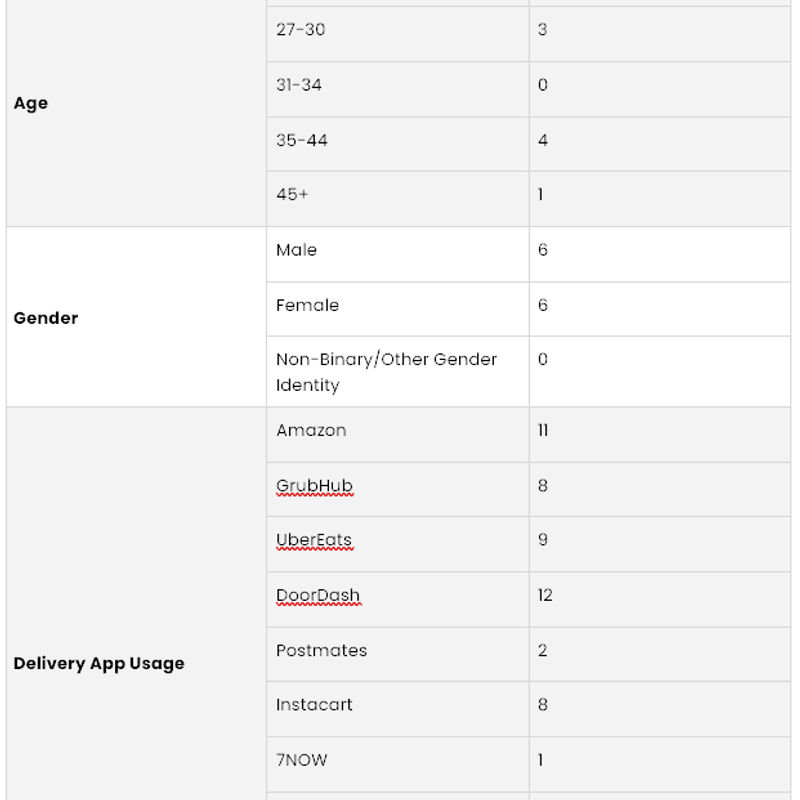 Age
27-30 3
31-34 0
35-44 4
45+ 1
Gender
Male 6
Female 6
Non-Binary/Other Gender 0
Identity
Delivery App Usage
Amazon 11
GrubHub 8
UberEats 9
DoorDash 12
Postmates 2
Instacart 8
7NOW 1